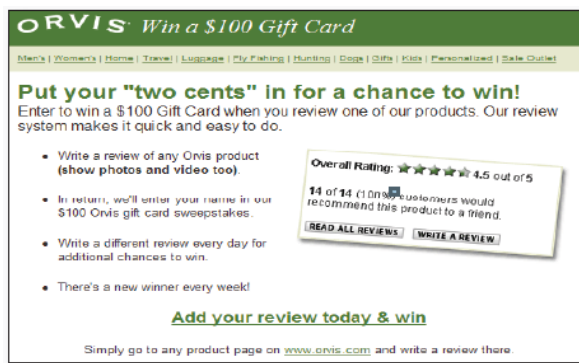 ORVIS Win a $100 Gift Card
Men's | Women's | Home | Travel | Luggage | Fly Fishing | Hunting | Dogs | Gifts | Kids | Personalized | Sale Outlet
Put your "two cents" in for a chance to win!
Enter to win a $100 Gift Card when you review one of our products. Our review
system makes it quick and easy to do.
• Write a review of any Orvis product
(show photos and video too).
• In return, we'll enter your name in our
$100 Orvis gift card sweepstakes.
• Write a different review every day for
additional chances to win.
• There's a new winner every week!
Overall Rating: 4.5 out of 5
14 of 14 (100%) customers would
recommend this product to a friend.
READ ALL REVIEWS WRITE A REVIEW
Add your review today & win
Simply go to any product page on www.orvis.com and write a review there.